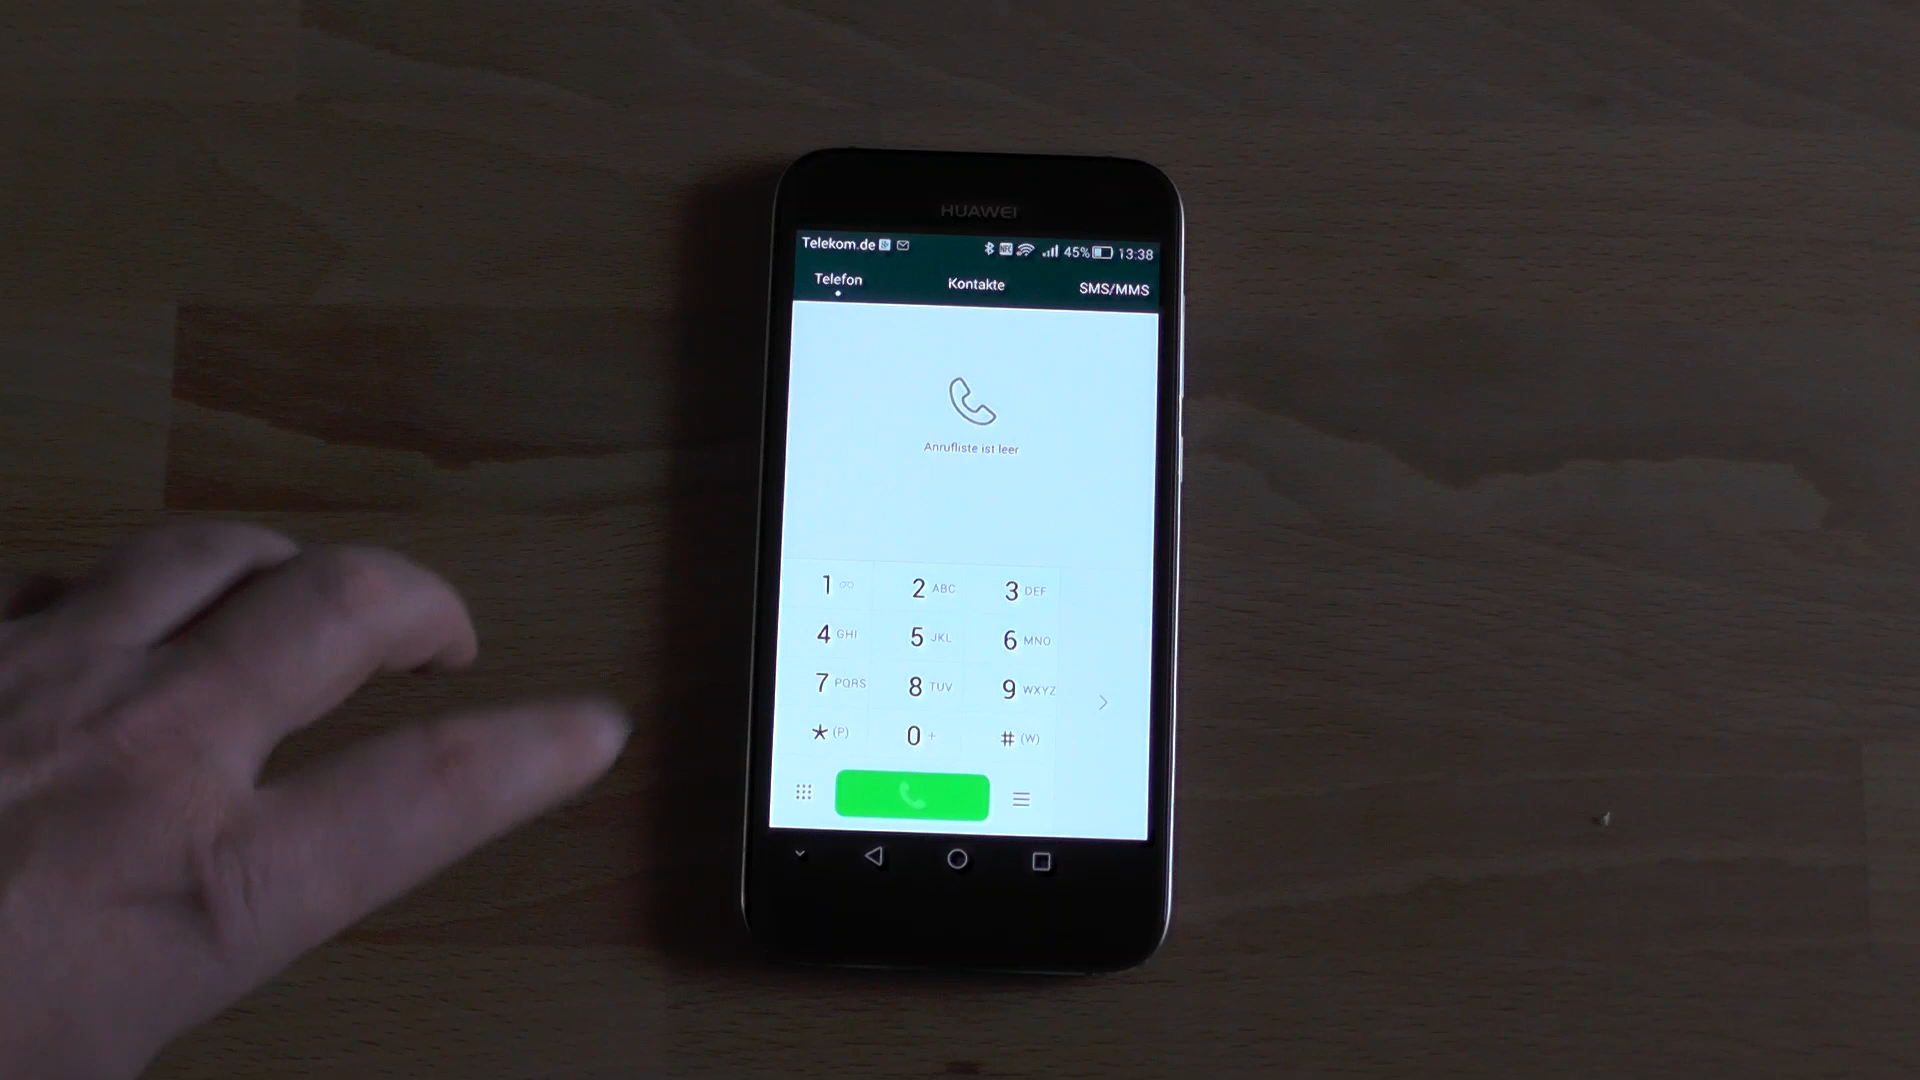 HUAWEI
Telekom.de 45% 13:38
Telefon Kontakte SMS/MMS
Anrufliste ist leer
1 2 ABC 3 DEF
4 GHI 5 JKL 6 MNO
7 PQRS 8 TUV 9 WXYZ
* (P) 0 + # (W)